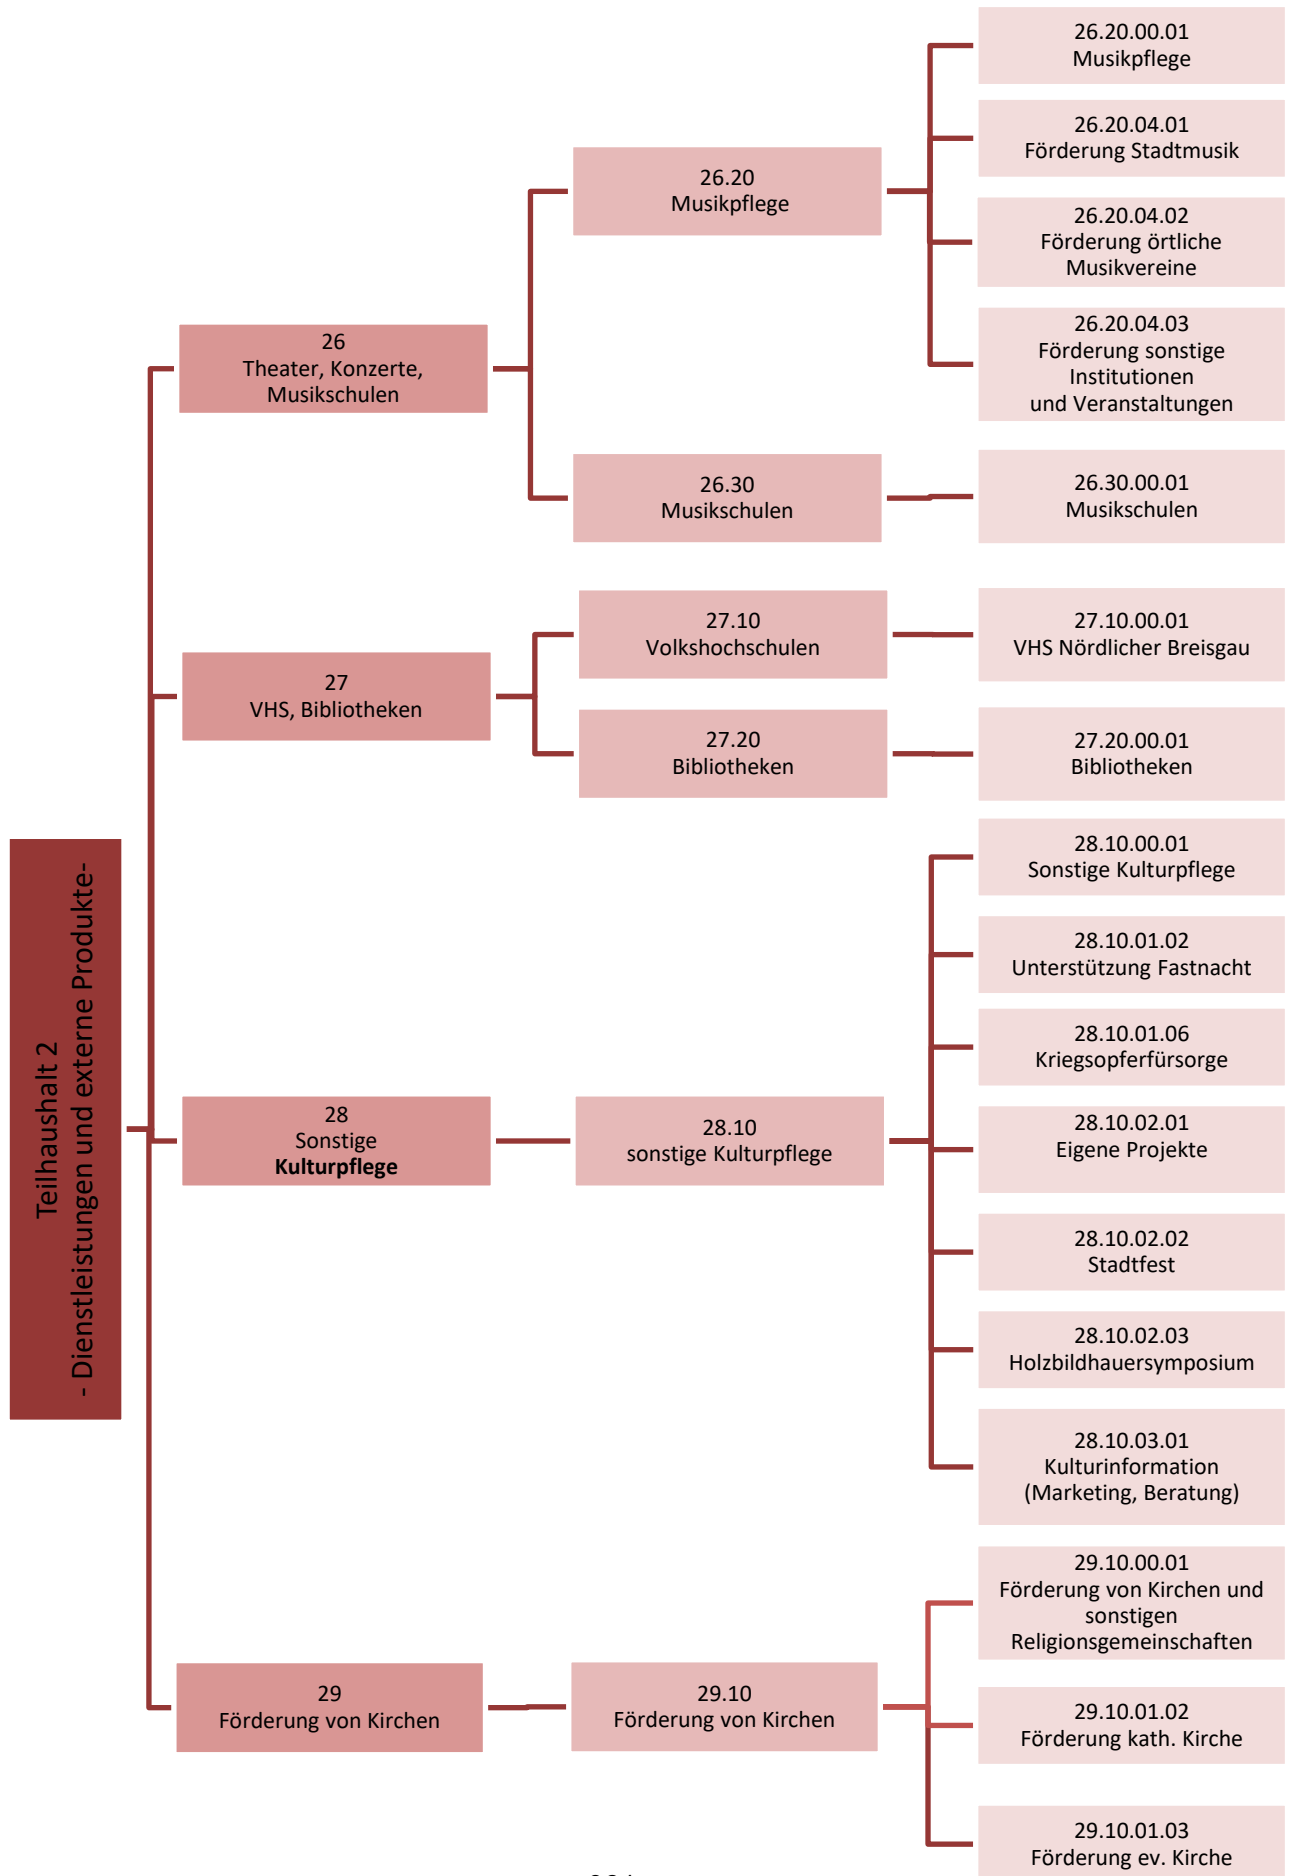 Teilhaushalt 2
- Dienstleistungen und externe Produkte-
26
Theater, Konzerte,
Musikschulen
26.20
Musikpflege
26.20.00.01
Musikpflege
26.20.04.01
Förderung Stadtmusik
26.20.04.02
Förderung örtliche
Musikvereine
26.20.04.03
Förderung sonstige
Institutionen
und Veranstaltungen
26.30
Musikschulen
26.30.00.01
Musikschulen
27
VHS, Bibliotheken
27.10
Volkshochschulen
27.10.00.01
VHS Nördlicher Breisgau
27.20
Bibliotheken
27.20.00.01
Bibliotheken
28
Sonstige
Kulturpflege
28.10
sonstige Kulturpflege
28.10.00.01
Sonstige Kulturpflege
28.10.01.02
Unterstützung Fastnacht
28.10.01.06
Kriegsopferfürsorge
28.10.02.01
Eigene Projekte
28.10.02.02
Stadtfest
28.10.02.03
Holzbildhauersymposium
28.10.03.01
Kulturinformation
(Marketing, Beratung)
29
Förderung von Kirchen
29.10
Förderung von Kirchen
29.10.00.01
Förderung von Kirchen und
sonstigen
Religionsgemeinschaften
29.10.01.02
Förderung kath. Kirche
29.10.01.03
Förderung ev. Kirche